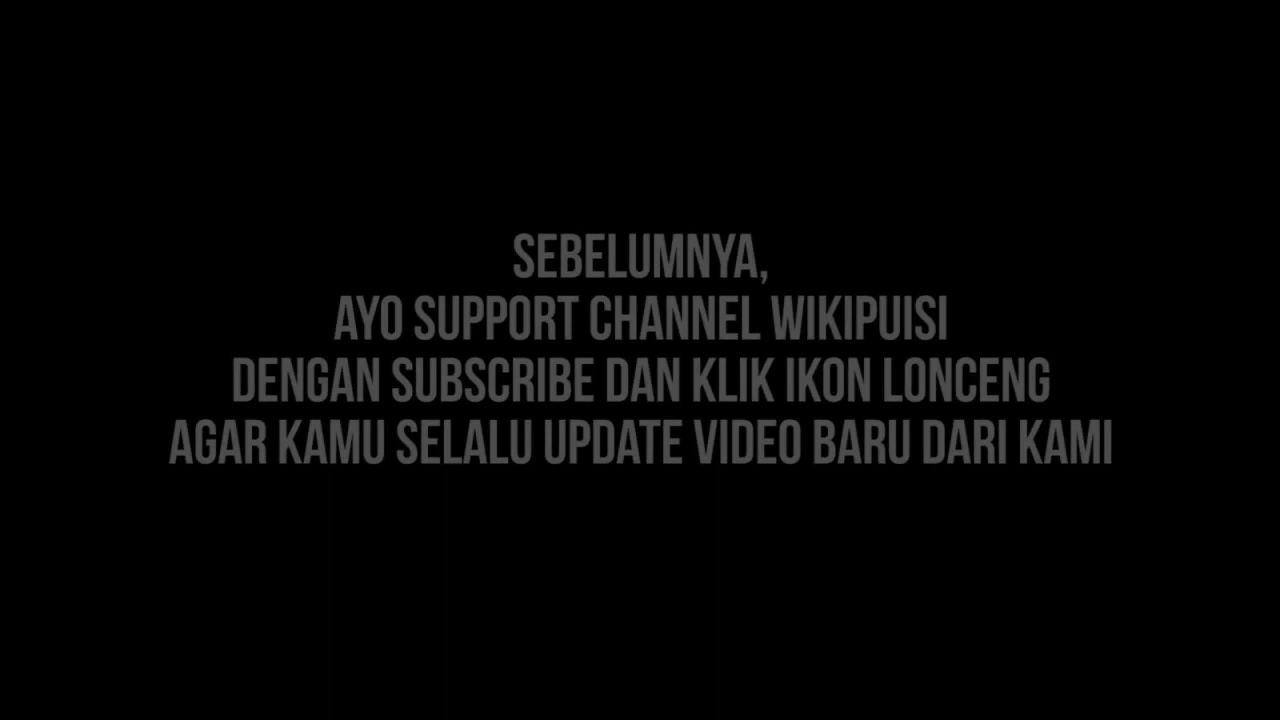 SEBELUMNYA,
AYO SUPPORT CHANNEL WIKIPUISI
DENGAN SUBSCRIBE DAN KLIK IKON LONCENG
AGAR KAMU SELALU UPDATE VIDEO BARU DARI KAMI